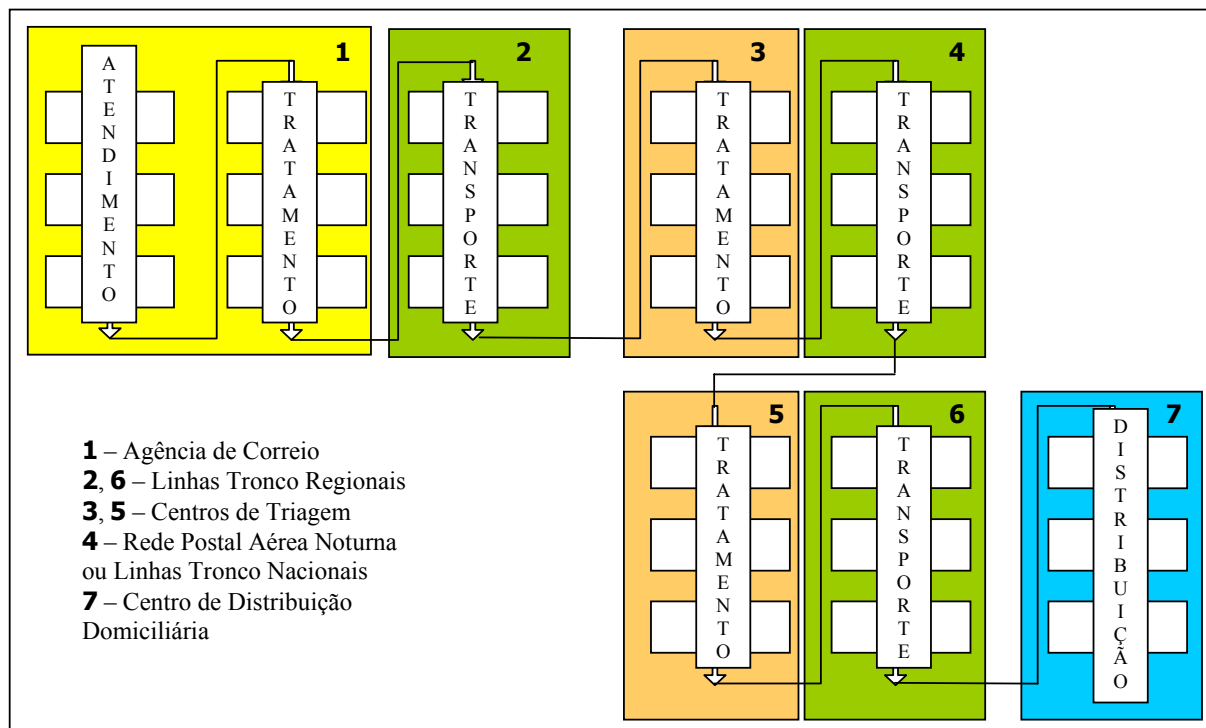 1
ATENDIMENTO
TRATAMENTO
2
TRANSPORTE
3
TRATAMENTO
4
TRANSPORTE
5
TRATAMENTO
6
TRANSPORTE
7
DISTRIBUIÇÃO
1 – Agência de Correio
2, 6 – Linhas Tronco Regionais
3, 5 – Centros de Triagem
4 – Rede Postal Aérea Noturna
ou Linhas Tronco Nacionais
7 – Centro de Distribuição
Domiciliária